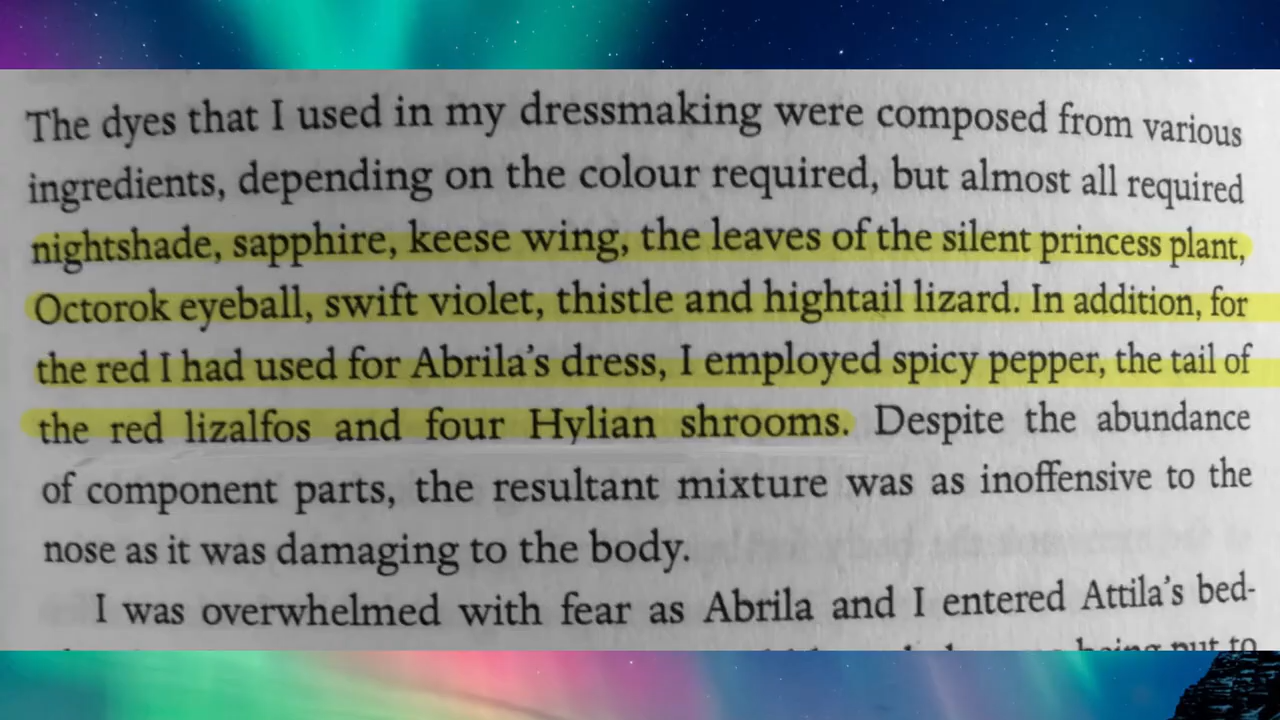 The dyes that I used in my dressmaking were composed from various
ingredients, depending on the colour required, but almost all required
nightshade, sapphire, keese wing, the leaves of the silent princess plant,
Octorok eyeball, swift violet, thistle and hightail lizard. In addition, for
the red I had used for Abrila’s dress, I employed spicy pepper, the tail of
the red lizalfos and four Hylian shrooms. Despite the abundance
of component parts, the resultant mixture was as inoffensive to the
nose as it was damaging to the body.
I was overwhelmed with fear as Abrila and I entered Attila’s bed-
being put to